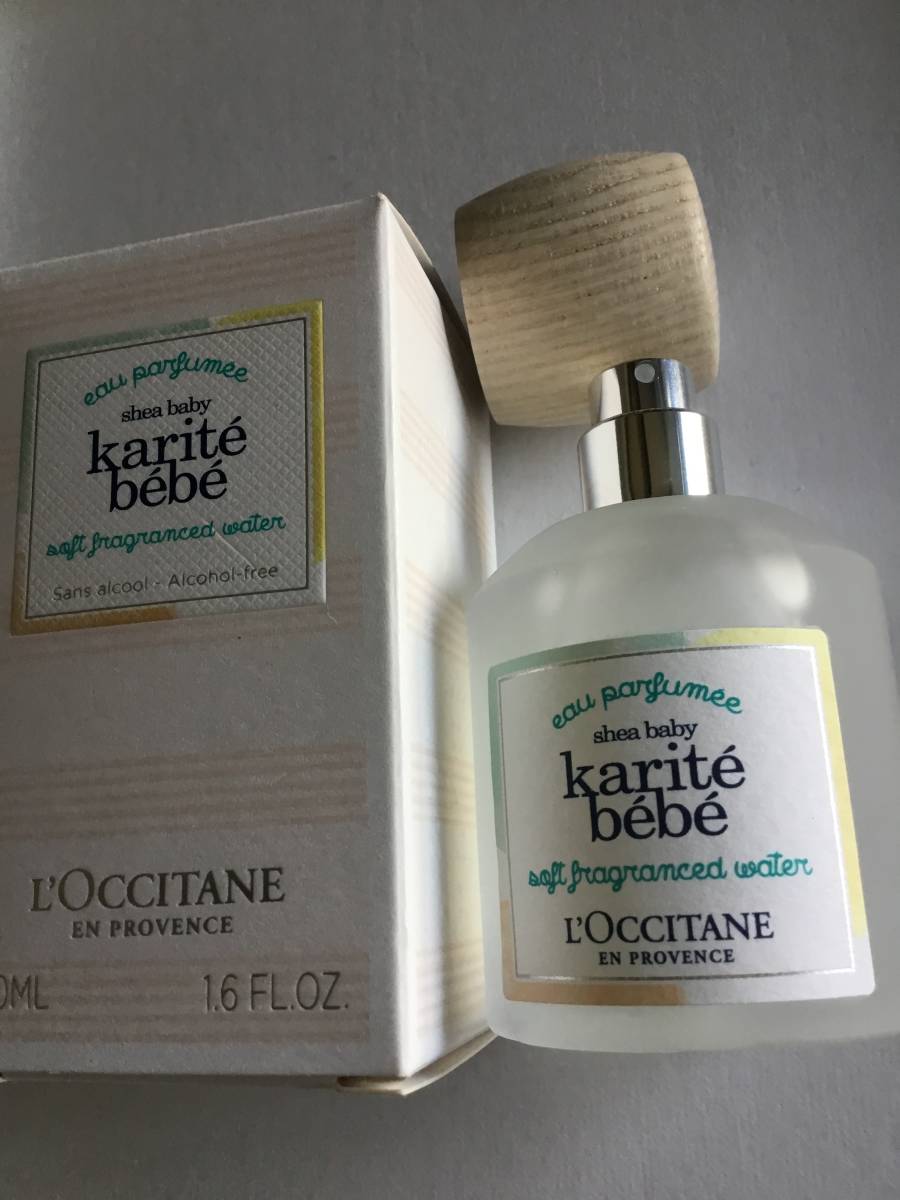 eau parfumée
shea baby
karité
bébé
soft fragranced water
Sans alcool - Alcohol-free
L'OCCITANE
EN PROVENCE
0ML 1.6 FL.OZ.
eau parfumée
shea baby
karité
bébé
soft fragranced water
L'OCCITANE
EN PROVENCE